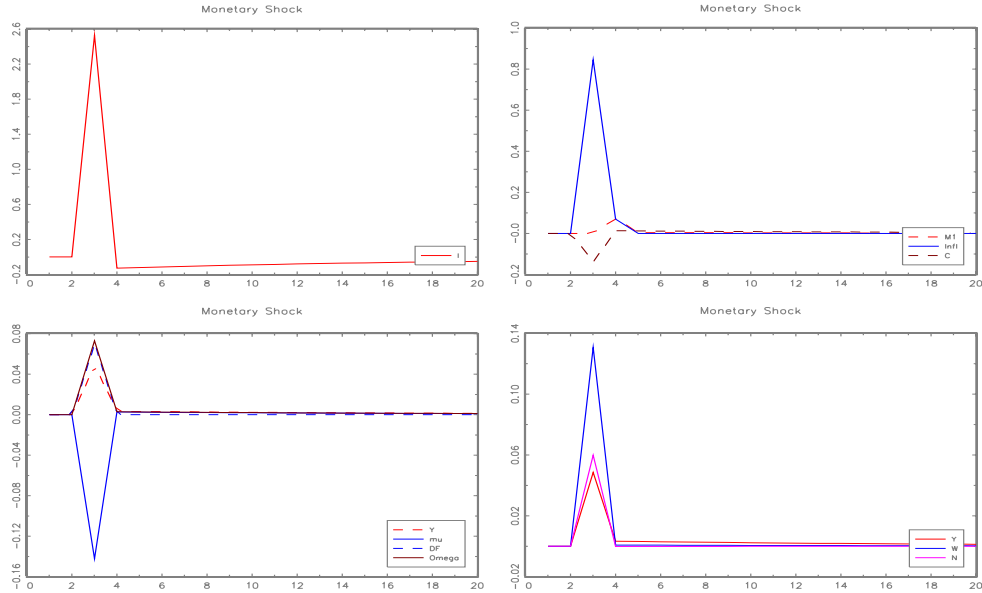 Monetary Shock
2.6
2.2
1.8
1.4
1.0
0.6
0.2
−0.2
0 2 4 6 8 10 12 14 16 18 20
I
Monetary Shock
1.0
0.8
0.6
0.4
0.2
−0.0
−0.2
0 2 4 6 8 10 12 14 16 18 20
M1
Infl
C
Monetary Shock
0.08
0.04
0.00
−0.04
−0.08
−0.12
−0.16
0 2 4 6 8 10 12 14 16 18 20
Y
mu
DF
Omega
Monetary Shock
0.14
0.10
0.06
0.02
−0.02
0 2 4 6 8 10 12 14 16 18 20
Y
W
N